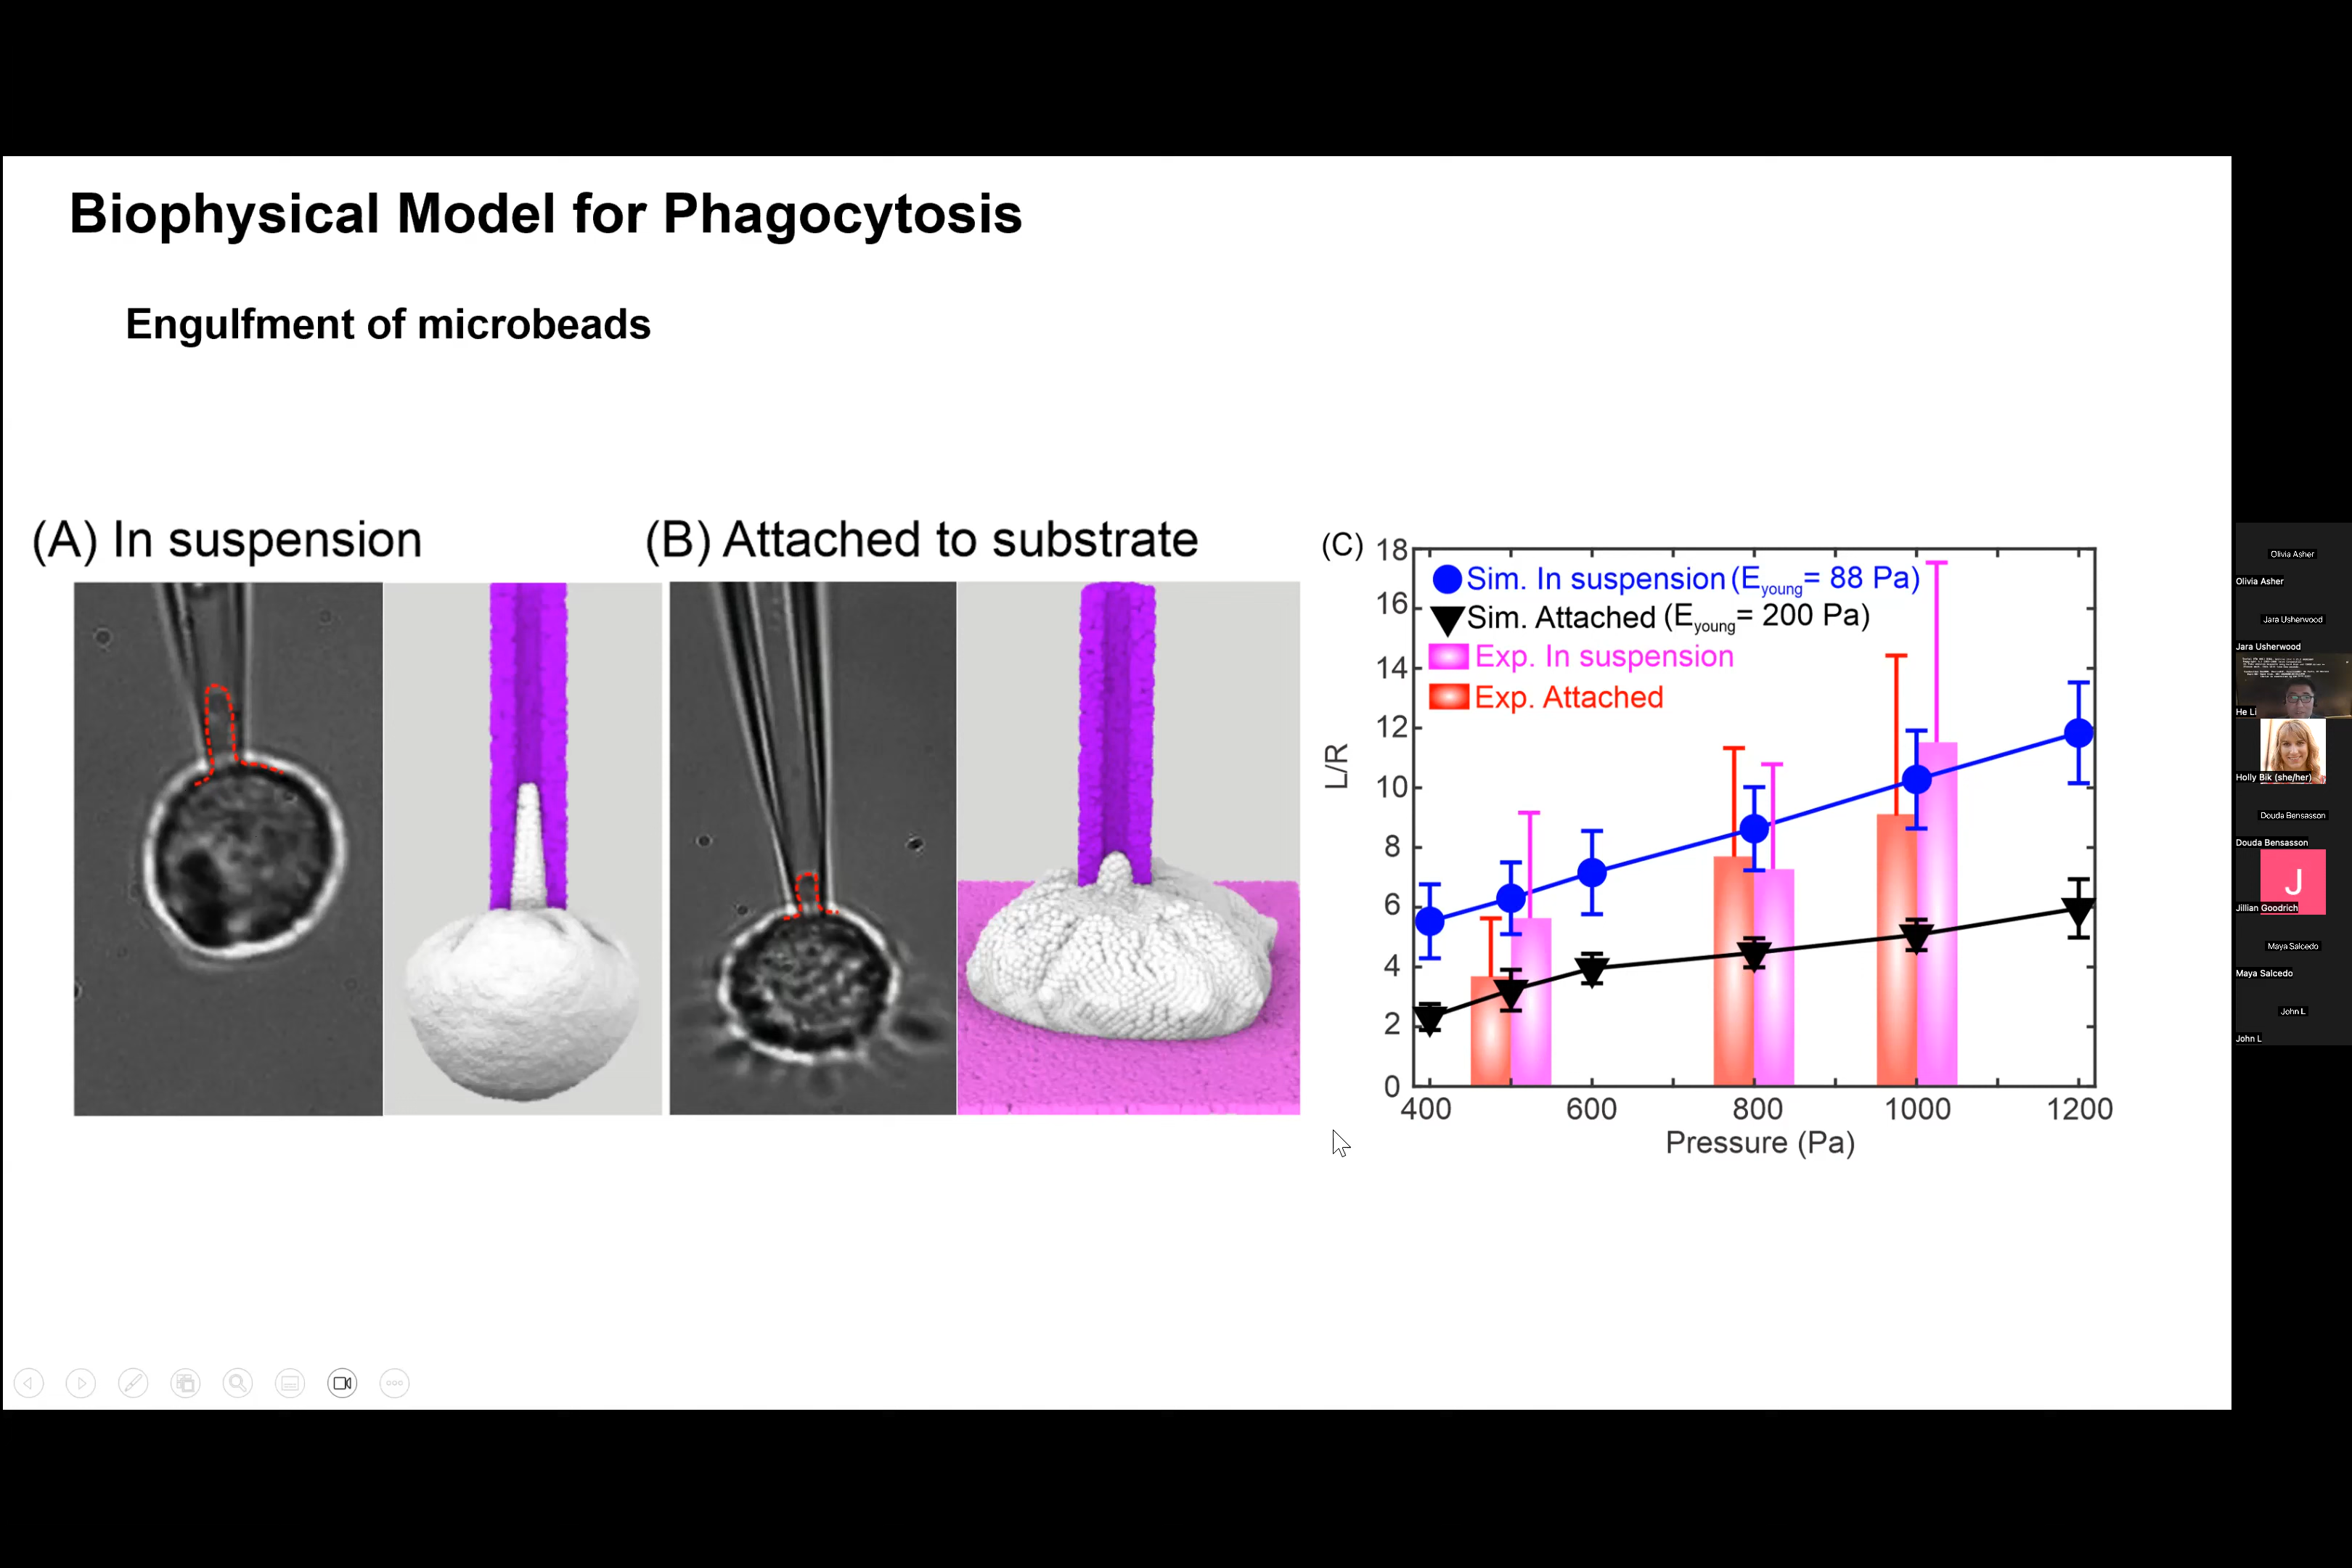 Biophysical Model for Phagocytosis
Engulfment of microbeads
(A) In suspension
(B) Attached to substrate
(C)
18
16
14
12
10
8
6
4
2
0
L/R
Sim. In suspension (Eyoung= 88 Pa)
Sim. Attached (Eyoung= 200 Pa)
Exp. In suspension
Exp. Attached
400 600 800 1000 1200
Pressure (Pa)
Olivia Asher
Olivia Asher
Jara Usherwood
Jara Usherwood
He Li
Holly Bik (she/her)
Douda Bensasson
Douda Bensasson
J
Jillian Goodrich
Maya Salcedo
Maya Salcedo
John L
John L